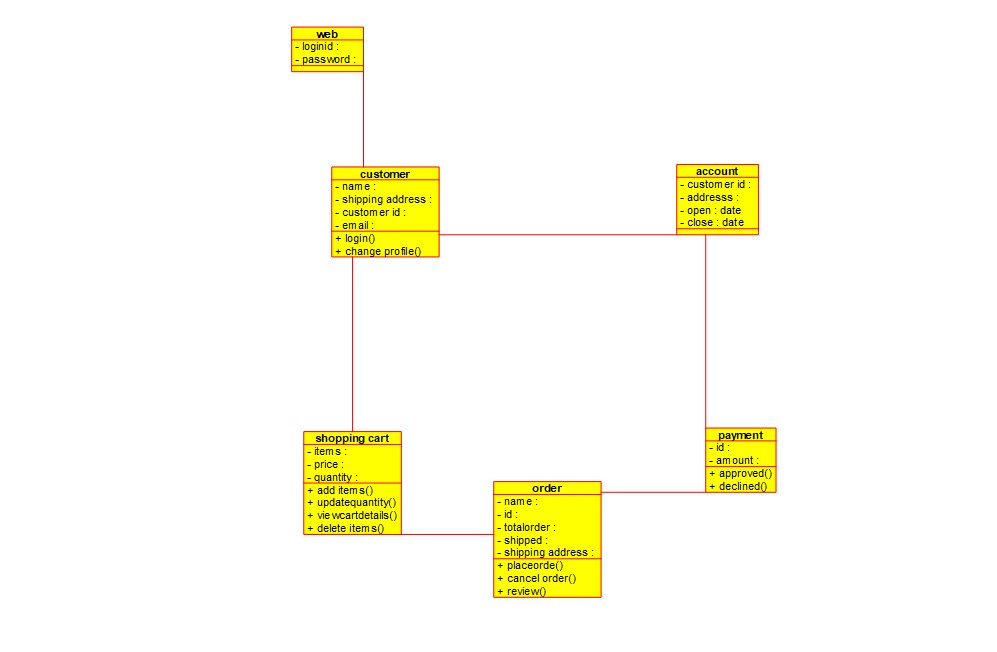 web
- loginid :
- password :
customer
- name :
- shipping address :
- customer id :
- email :
+ login()
+ change profile()
account
- customer id :
- addresss :
- open : date
- close : date
shopping cart
- items :
- price :
- quantity :
+ add items()
+ updatequantity()
+ viewcartdetails()
+ delete items()
order
- name :
- id :
- totalorder :
- shipped :
- shipping address :
+ placeorde()
+ cancel order()
+ review()
payment
- id :
- amount :
+ approved()
+ declined()